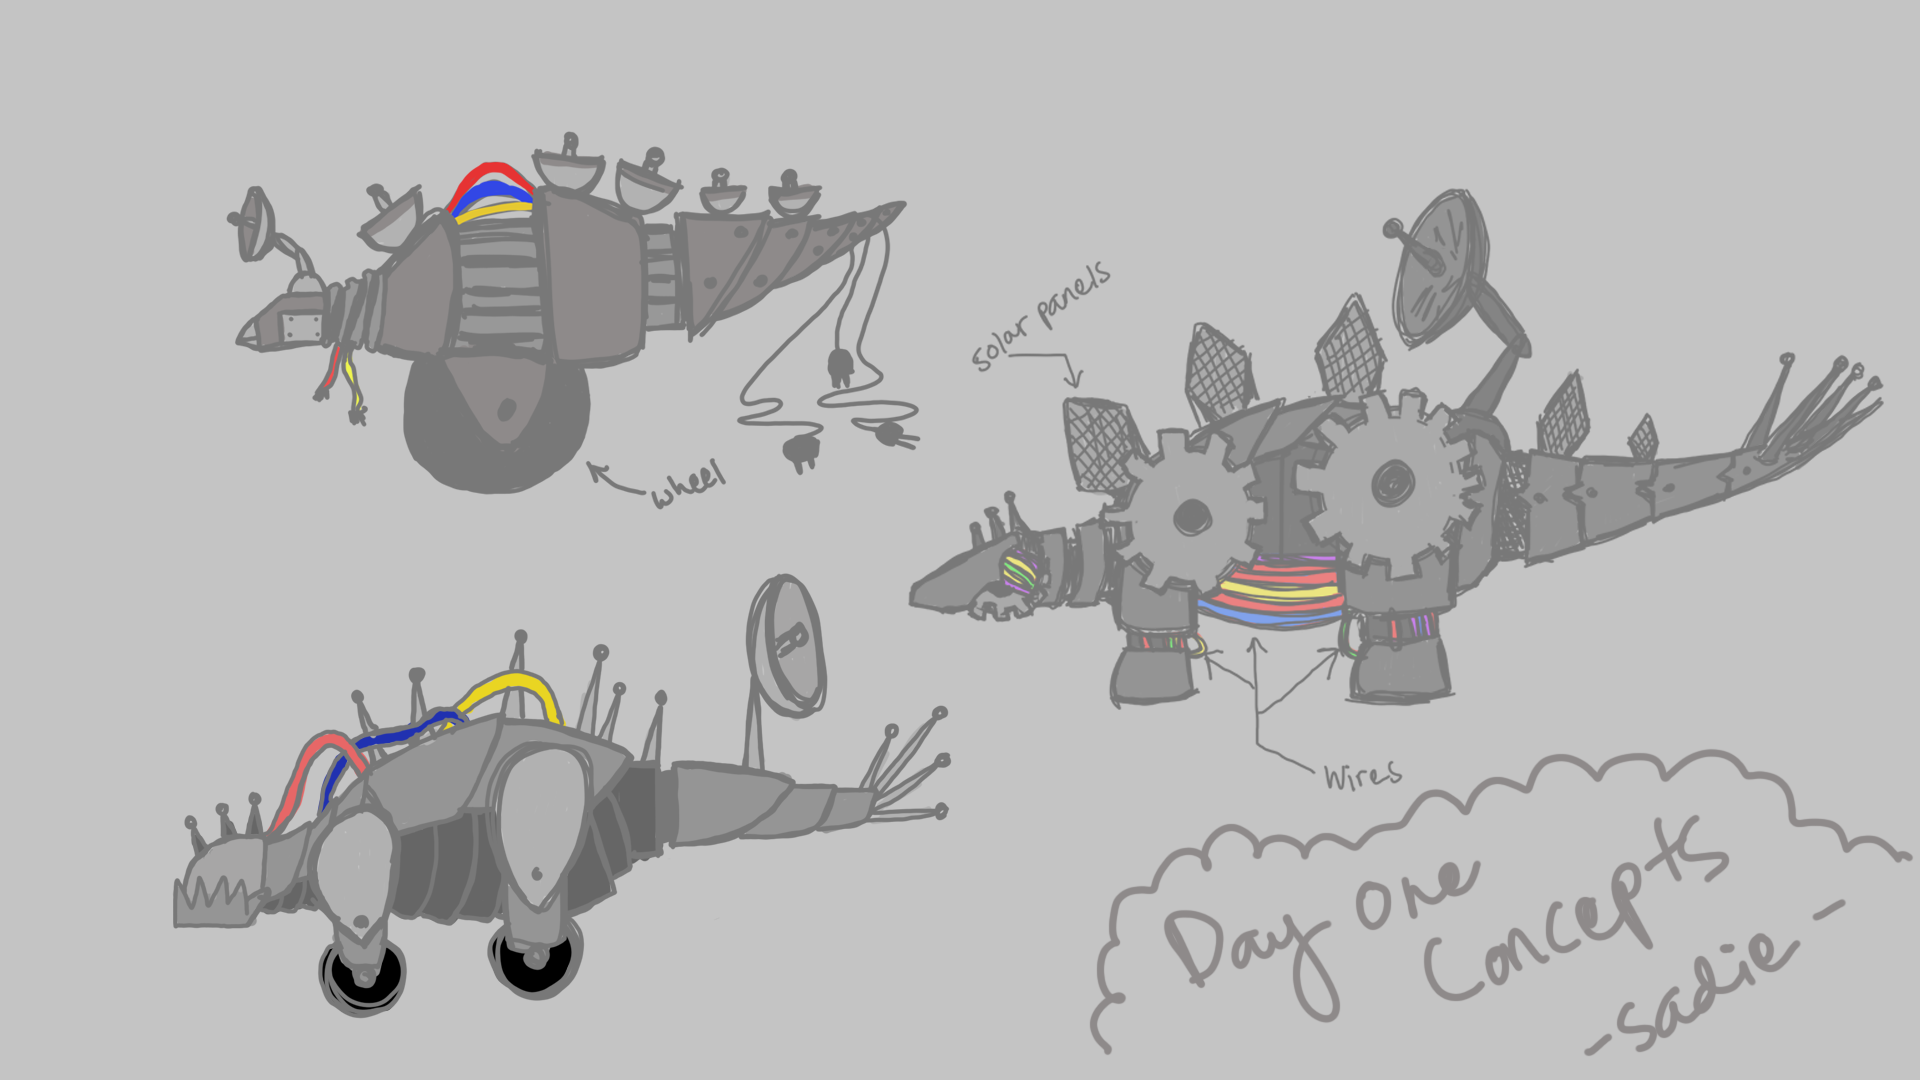 wheel
solar panels
wires
Day one
Concepts
-sadie-